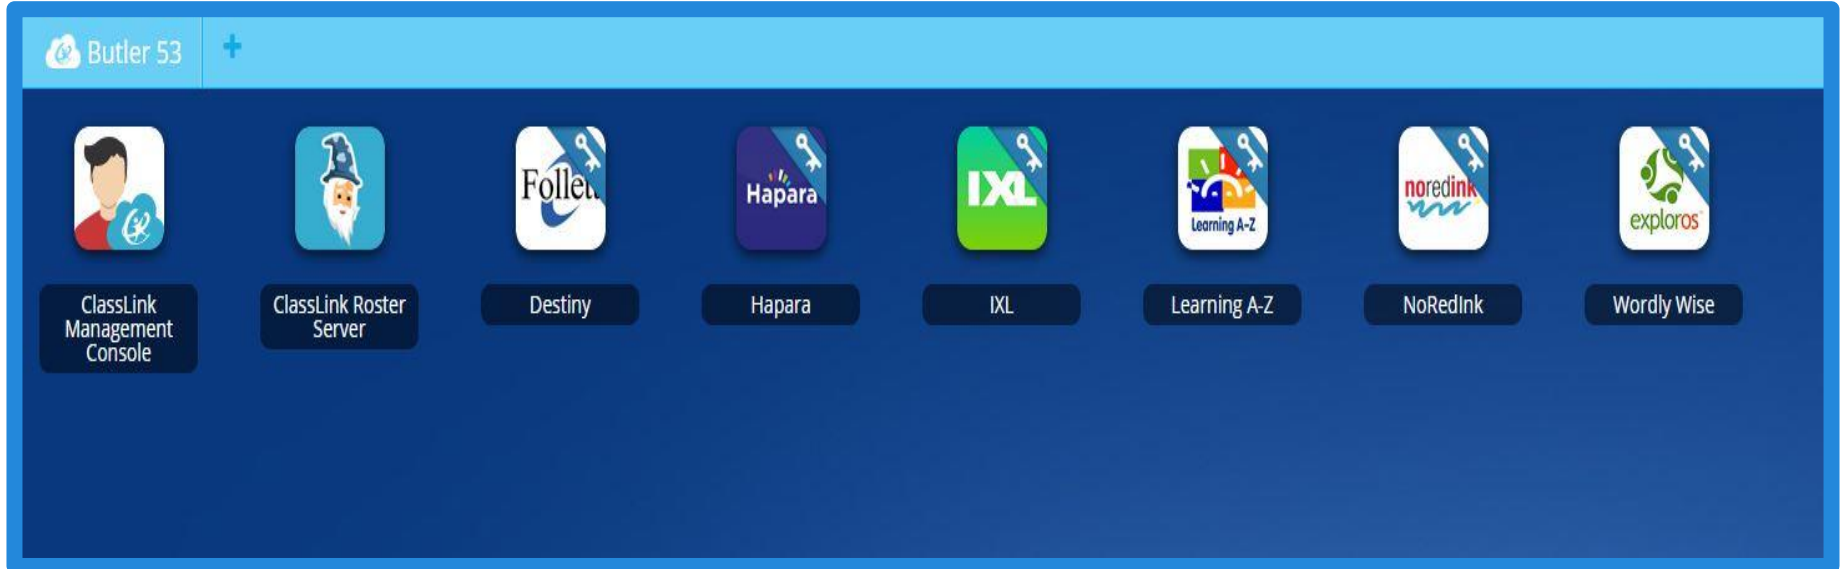 Butler 53 +
Follett
Hapara
IXL
Learning A-Z
noredink
exploros
ClassLink
Management
Console
ClassLink Roster
Server
Destiny
Hapara
IXL
Learning A-Z
NoRedInk
Wordly Wise